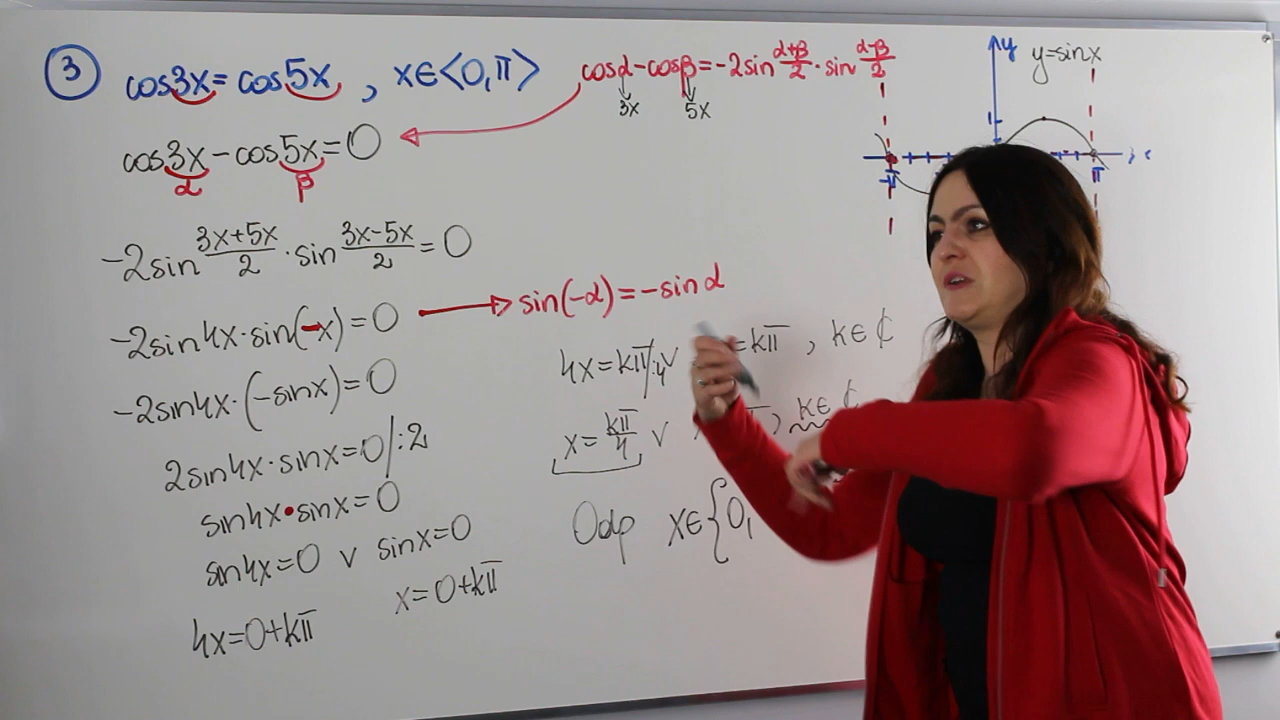 ③ cos3x = cos5x , x∈<0,π>
cosα-cosβ=-2sin (α+β)/2 · sin (α-β)/2
3x 5x
cos3x - cos5x = 0
α β
-2sin (3x+5x)/2 · sin (3x-5x)/2 = 0
-2sin4x·sin(-x)=0
sin(-α)=-sinα
-2sin4x·(-sinx)=0
2sin4x·sinx=0/:2
sin4x·sinx=0
sin4x=0 ∨ sinx=0
x=0+kπ
4x=0+kπ
4x=kπ/:4 ∨ =kπ , k∈ℂ
x= kπ/4 ∨ , k∈ℂ
Odp x∈{0,
y
y=sinx
1
-π π